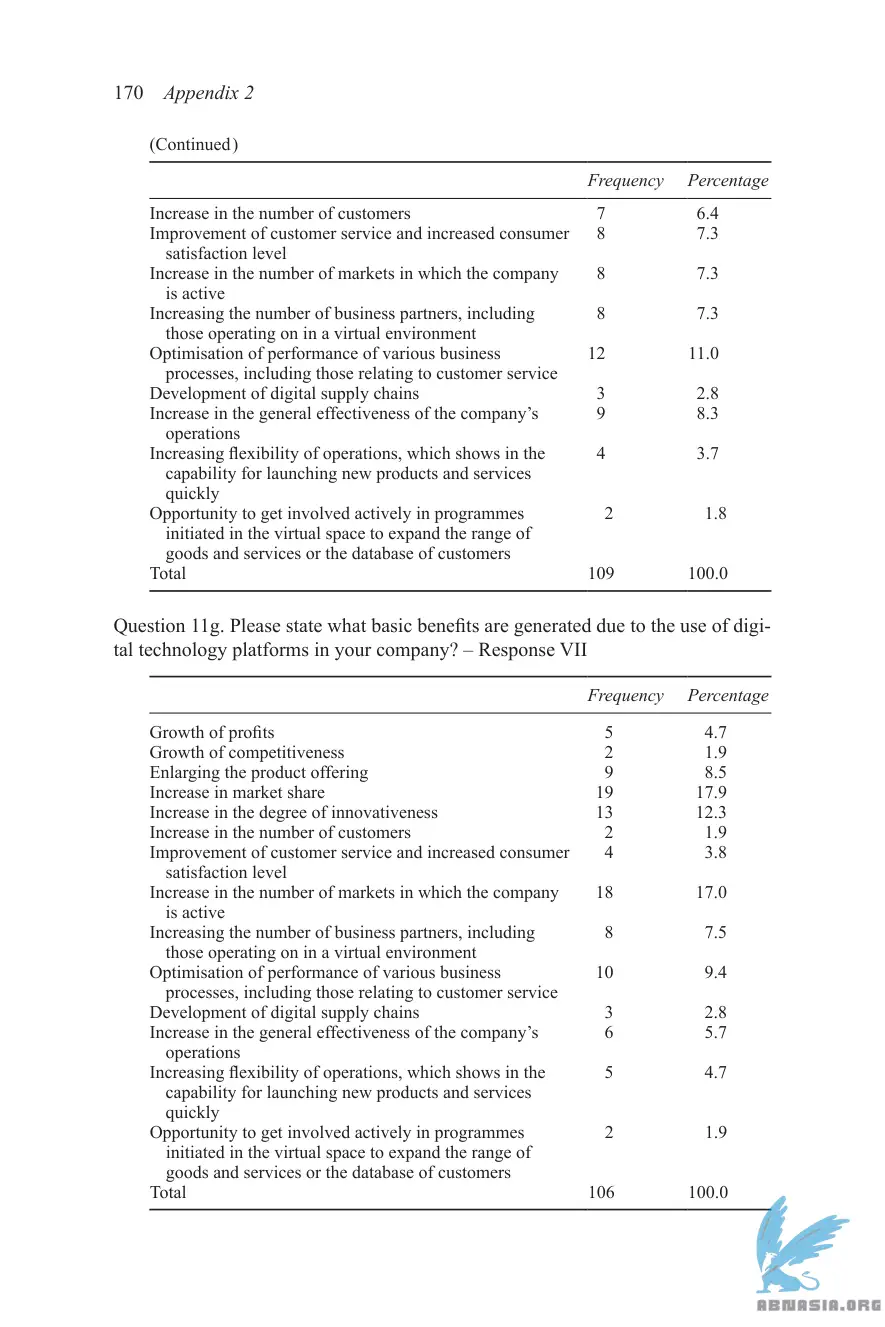 170 Appendix 2
(Continued)
Frequency Percentage
Increase in the number of customers 7 6.4
Improvement of customer service and increased consumer 8 7.3
satisfaction level
Increase in the number of markets in which the company 8 7.3
is active
Increasing the number of business partners, including 8 7.3
those operating on in a virtual environment
Optimisation of performance of various business 12 11.0
processes, including those relating to customer service
Development of digital supply chains 3 2.8
Increase in the general effectiveness of the company’s 9 8.3
operations
Increasing flexibility of operations, which shows in the 4 3.7
capability for launching new products and services
quickly
Opportunity to get involved actively in programmes 2 1.8
initiated in the virtual space to expand the range of
goods and services or the database of customers
Total 109 100.0
Question 11g. Please state what basic benefits are generated due to the use of digi-
tal technology platforms in your company? – Response VII
Frequency Percentage
Growth of profits 5 4.7
Growth of competitiveness 2 1.9
Enlarging the product offering 9 8.5
Increase in market share 19 17.9
Increase in the degree of innovativeness 13 12.3
Increase in the number of customers 2 1.9
Improvement of customer service and increased consumer 4 3.8
satisfaction level
Increase in the number of markets in which the company 18 17.0
is active
Increasing the number of business partners, including 8 7.5
those operating on in a virtual environment
Optimisation of performance of various business 10 9.4
processes, including those relating to customer service
Development of digital supply chains 3 2.8
Increase in the general effectiveness of the company’s 6 5.7
operations
Increasing flexibility of operations, which shows in the 5 4.7
capability for launching new products and services
quickly
Opportunity to get involved actively in programmes 2 1.9
initiated in the virtual space to expand the range of
goods and services or the database of customers
Total 106 100.0
ABNASIA.ORG